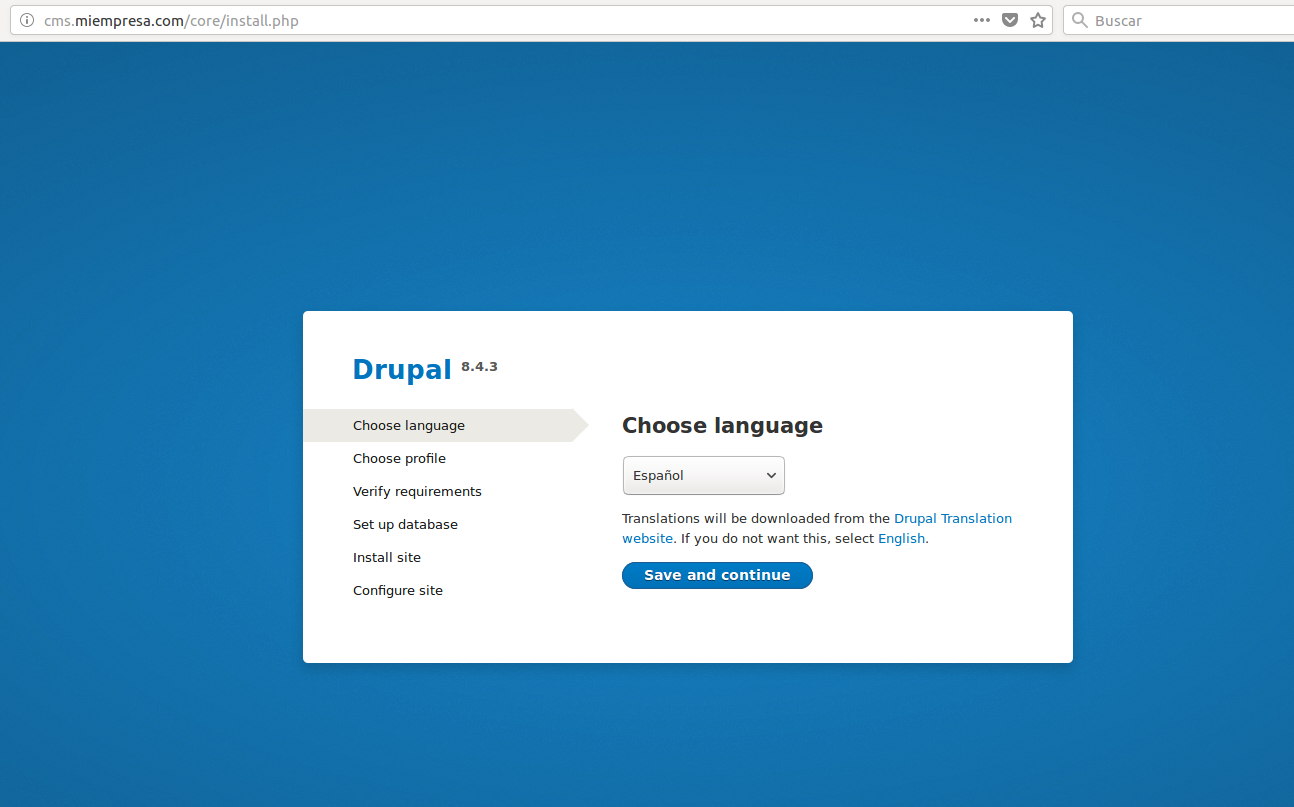 cms.miempresa.com/core/install.php
Buscar
Drupal 8.4.3
Choose language
Choose profile
Verify requirements
Set up database
Install site
Configure site
Choose language
Español
Translations will be downloaded from the Drupal Translation
website. If you do not want this, select English.
Save and continue